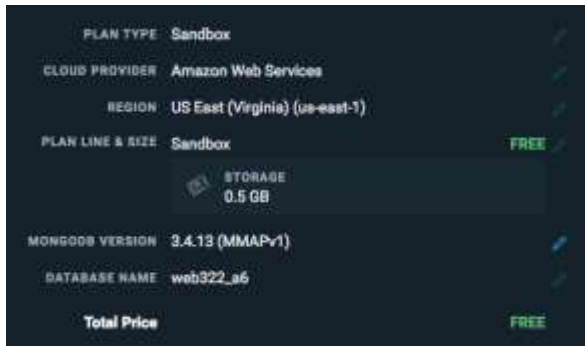 PLAN TYPE Sandbox
CLOUD PROVIDER Amazon Web Services
REGION US East (Virginia) (us-east-1)
PLAN LINE & SIZE Sandbox FREE
STORAGE
0.5 GB
MONGODB VERSION 3.4.13 (MMAPv1)
DATABASE NAME web322_a6
Total Price FREE